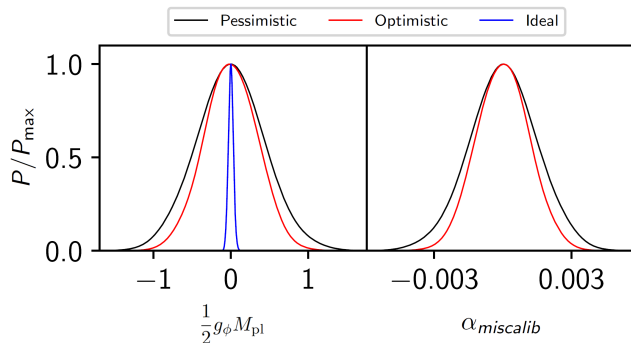 Pessimistic Optimistic Ideal
1.0
0.5
0.0
P/P_max
−1 0 1 −0.003 0.003
½ g_ϕ M_pl α_miscalib